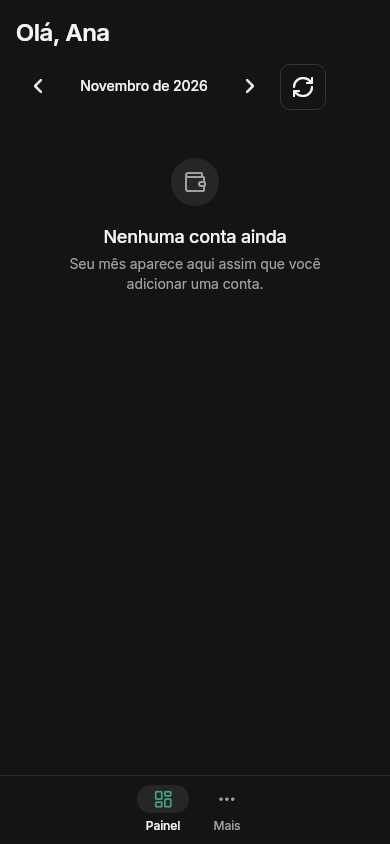 Olá, Ana
Novembro de 2026
Nenhuma conta ainda
Seu mês aparece aqui assim que você
adicionar uma conta.
Painel
Mais